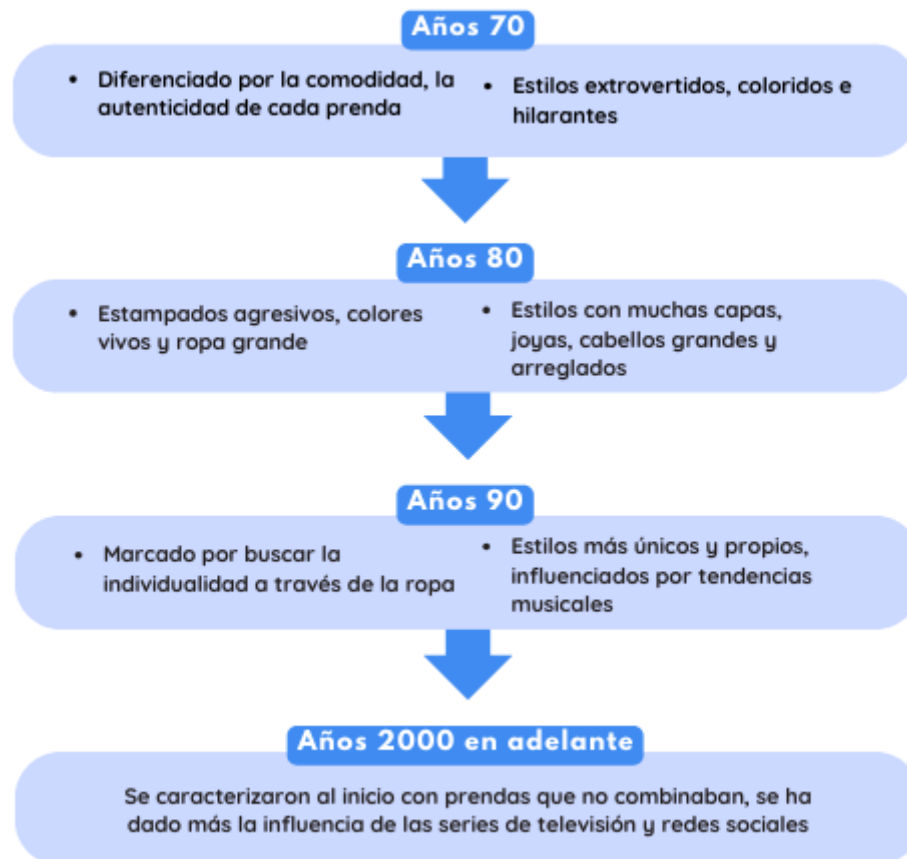 Años 70
• Diferenciado por la comodidad, la
autenticidad de cada prenda
• Estilos extrovertidos, coloridos e
hilarantes
Años 80
• Estampados agresivos, colores
vivos y ropa grande
• Estilos con muchas capas,
joyas, cabellos grandes y
arreglados
Años 90
• Marcado por buscar la
individualidad a través de la ropa
• Estilos más únicos y propios,
influenciados por tendencias
musicales
Años 2000 en adelante
Se caracterizaron al inicio con prendas que no combinaban, se ha
dado más la influencia de las series de televisión y redes sociales